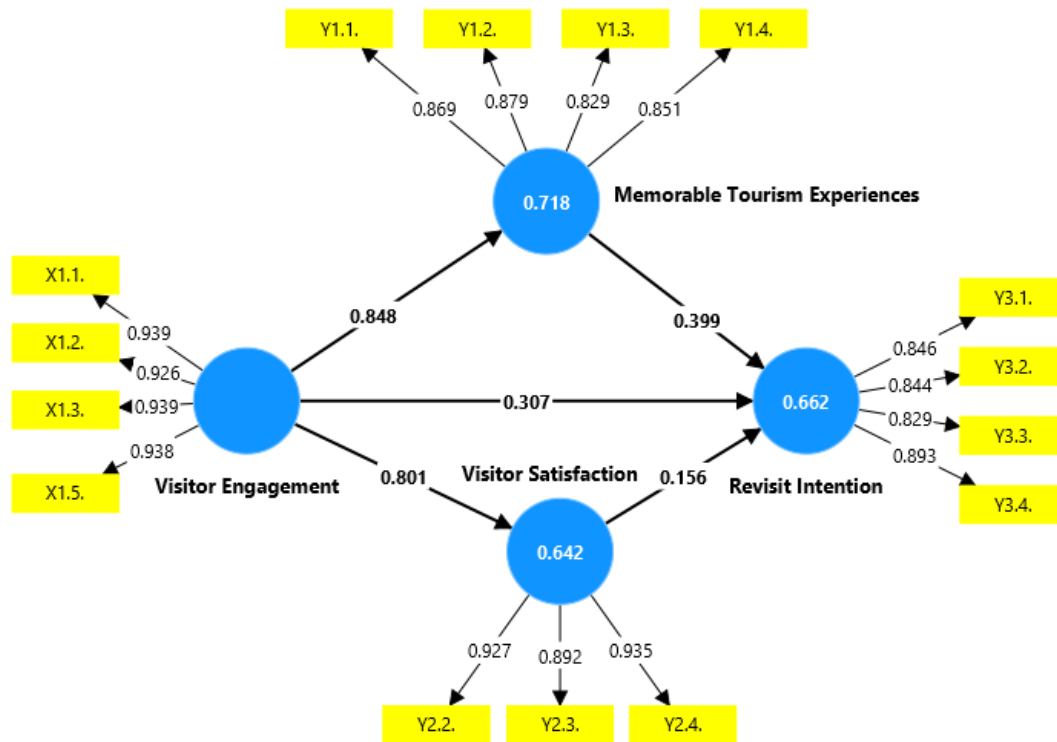 Y1.1.
Y1.2.
Y1.3.
Y1.4.
0.869
0.879
0.829
0.851
0.718
Memorable Tourism Experiences
X1.1.
X1.2.
X1.3.
X1.5.
0.939
0.926
0.939
0.938
Visitor Engagement
0.848
0.399
0.307
0.801
Visitor Satisfaction
0.156
0.642
0.662
Revisit Intention
0.846
0.844
0.829
0.893
Y3.1.
Y3.2.
Y3.3.
Y3.4.
0.927
0.892
0.935
Y2.2.
Y2.3.
Y2.4.